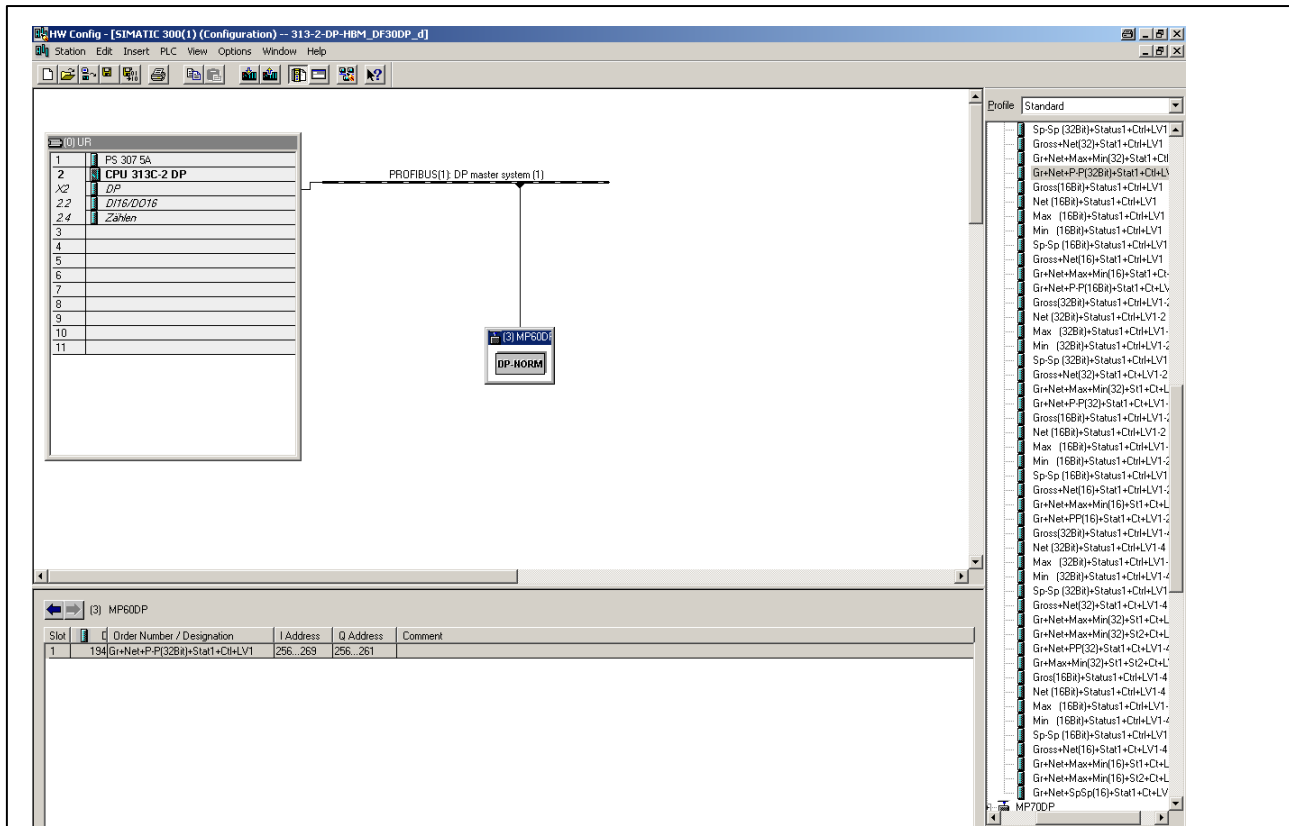 HW Config - [SIMATIC 300(1) (Configuration) -- 313-2-DP-HBM_DF30DP_d]
Station Edit Insert PLC View Options Window Help
(0) UR
1 PS 307 5A
2 CPU 313C-2 DP
X2 DP
2.2 DI16/DO16
2.4 Zählen
3
4
5
6
7
8
9
10
11
PROFIBUS(1): DP master system (1)
(3) MP60DP
DP-NORM
Profile Standard
Sp-Sp (32Bit)+Status1+Ctrl+LV1
Gross+Net(32)+Stat1+Ctrl+LV1
Gr+Net+Max+Min(32)+Stat1+Ctl
Gr+Net+P-P(32Bit)+Stat1+Ctl+LV
Gross(16Bit)+Status1+Ctrl+LV1
Net (16Bit)+Status1+Ctrl+LV1
Max (16Bit)+Status1+Ctrl+LV1
Min (16Bit)+Status1+Ctrl+LV1
Sp-Sp (16Bit)+Status1+Ctrl+LV1
Gross+Net(16)+Stat1+Ctrl+LV1
Gr+Net+Max+Min(16)+Stat1+Ct-
Gr+Net+P-P(16Bit)+Stat1+Ct+LV
Gross(32Bit)+Status1+Ctrl+LV1-2
Net (32Bit)+Status1+Ctrl+LV1-2
Max (32Bit)+Status1+Ctrl+LV1-
Min (32Bit)+Status1+Ctrl+LV1-2
Sp-Sp (32Bit)+Status1+Ctrl+LV1
Gross+Net(32)+Stat1+Ct+LV1-2
Gr+Net+Max+Min(32)+St1+Ct+L
Gr+Net+P-P(32)+Stat1+Ct+LV1-
Gross(16Bit)+Status1+Ctrl+LV1-2
Net (16Bit)+Status1+Ctrl+LV1-2
Max (16Bit)+Status1+Ctrl+LV1-
Min (16Bit)+Status1+Ctrl+LV1-2
Sp-Sp (16Bit)+Status1+Ctrl+LV1
Gross+Net(16)+Stat1+Ctrl+LV1-2
Gr+Net+Max+Min(16)+St1+Ct+L
Gr+Net+PP(16)+Stat1+Ct+LV1-2
Gross(32Bit)+Status1+Ctrl+LV1-4
Net (32Bit)+Status1+Ctrl+LV1-4
Max (32Bit)+Status1+Ctrl+LV1-
Min (32Bit)+Status1+Ctrl+LV1-4
Sp-Sp (32Bit)+Status1+Ctrl+LV1
Gross+Net(32)+Stat1+Ct+LV1-4
Gr+Net+Max+Min(32)+St1+Ct+L
Gr+Net+Max+Min(32)+St2+Ct+L
Gr+Net+PP(32)+Stat1+Ct+LV1-4
Gr+Max+Min(32)+St1+St2+Ct+L
Gros(16Bit)+Status1+Ctrl+LV1-4
Net (16Bit)+Status1+Ctrl+LV1-4
Max (16Bit)+Status1+Ctrl+LV1-
Min (16Bit)+Status1+Ctrl+LV1-4
Sp-Sp (16Bit)+Status1+Ctrl+LV1
Gross+Net(16)+Stat1+Ct+LV1-4
Gr+Net+Max+Min(16)+St1+Ct+L
Gr+Net+Max+Min(16)+St2+Ct+L
Gr+Net+SpSp(16)+Stat1+Ct+LV
MP70DP
(3) MP60DP
Slot D Order Number / Designation I Address Q Address Comment
1 194 Gr+Net+P-P(32Bit)+Stat1+Ctl+LV1 256...269 256...261